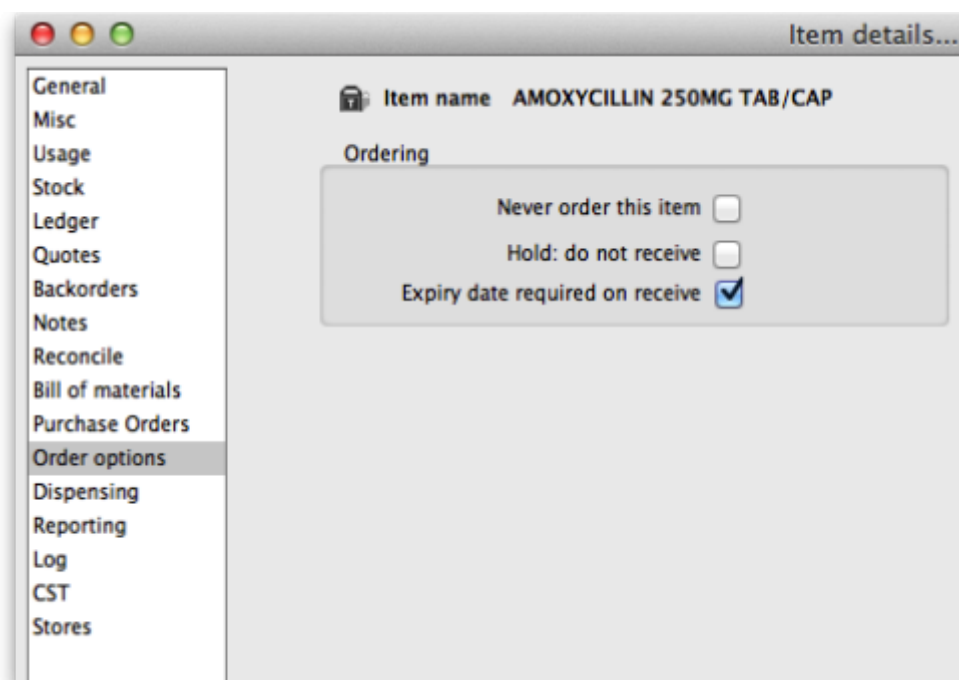 Item details...
General
Misc
Usage
Stock
Ledger
Quotes
Backorders
Notes
Reconcile
Bill of materials
Purchase Orders
Order options
Dispensing
Reporting
Log
CST
Stores
Item name AMOXYCILLIN 250MG TAB/CAP
Ordering
Never order this item
Hold: do not receive
Expiry date required on receive